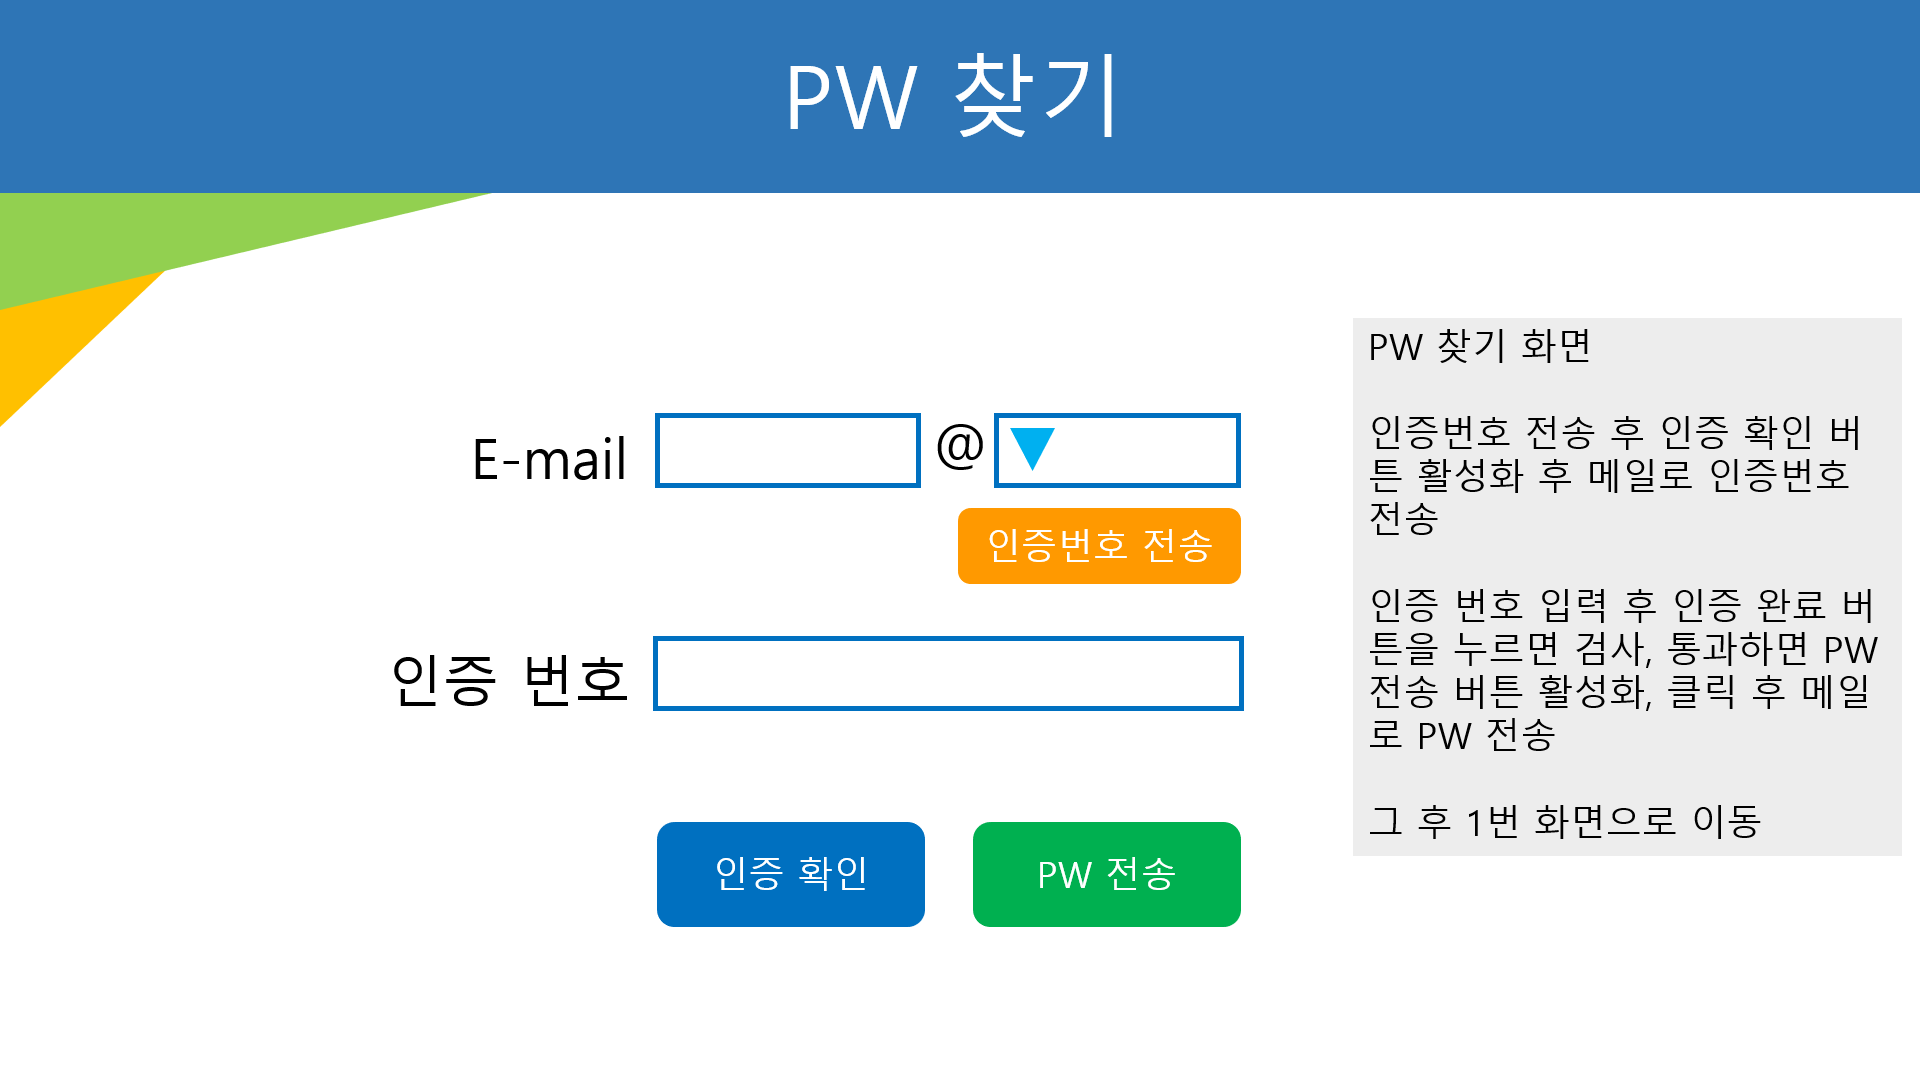 PW 찾기
E-mail
@
인증번호 전송
인증 번호
인증 확인
PW 전송
PW 찾기 화면
인증번호 전송 후 인증 확인 버
튼 활성화 후 메일로 인증번호
전송
인증 번호 입력 후 인증 완료 버
튼을 누르면 검사, 통과하면 PW
전송 버튼 활성화, 클릭 후 메일
로 PW 전송
그 후 1번 화면으로 이동